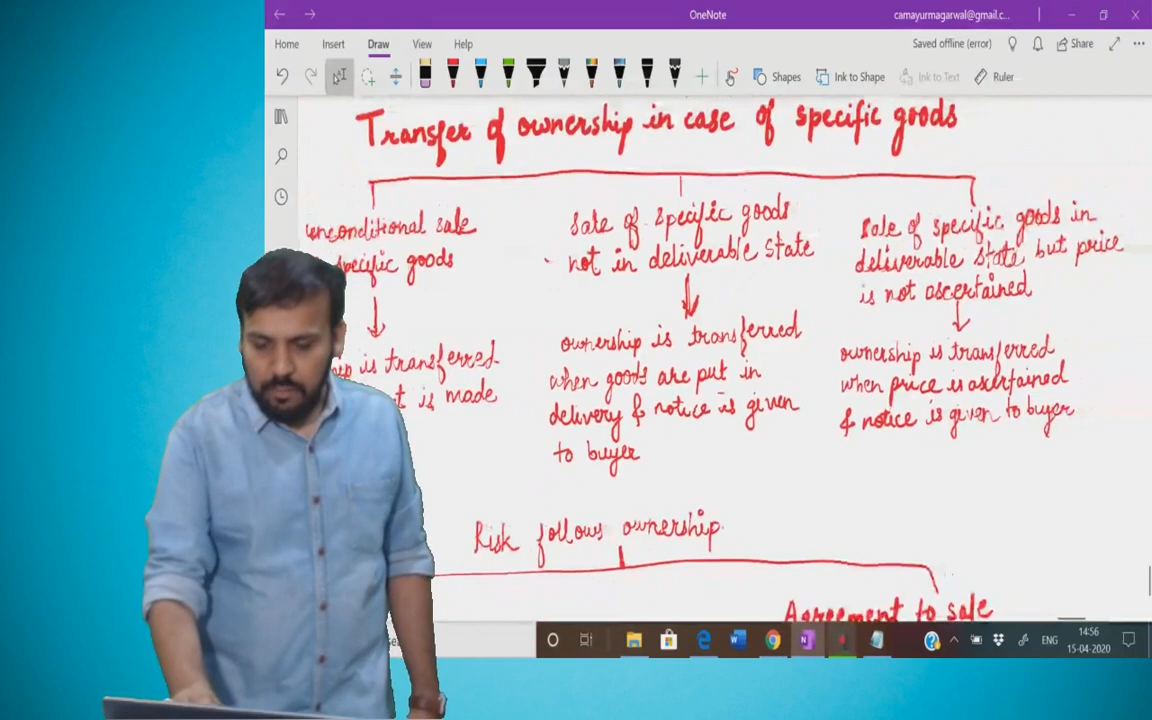 OneNote
camayurmagarwal@gmail.c...
Home Insert Draw View Help
Saved offline (error)
Share
Shapes
Ink to Shape
Ink to Text
Ruler
Transfer of ownership in case of specific goods
unconditional sale
specific goods
is transferred
is made
Sale of specific goods
not in deliverable state
ownership is transferred
when goods are put in
delivery & notice is given
to buyer
Sale of specific goods in
deliverable state but price
is not ascertained
ownership is transferred
when price is ascertained
& notice is given to buyer
Risk follows ownership
Agreement to sale
ENG
14:56
15-04-2020